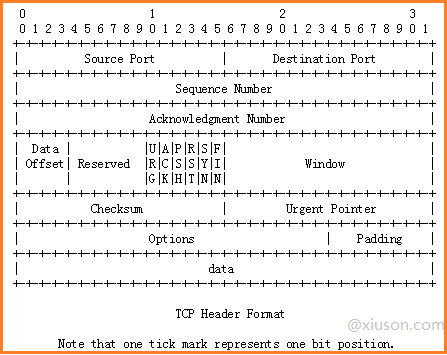 0                   1                   2                   3
0 1 2 3 4 5 6 7 8 9 0 1 2 3 4 5 6 7 8 9 0 1 2 3 4 5 6 7 8 9 0 1
+-+-+-+-+-+-+-+-+-+-+-+-+-+-+-+-+-+-+-+-+-+-+-+-+-+-+-+-+-+-+-+-+
|          Source Port          |       Destination Port        |
+-+-+-+-+-+-+-+-+-+-+-+-+-+-+-+-+-+-+-+-+-+-+-+-+-+-+-+-+-+-+-+-+
|                        Sequence Number                        |
+-+-+-+-+-+-+-+-+-+-+-+-+-+-+-+-+-+-+-+-+-+-+-+-+-+-+-+-+-+-+-+-+
|                    Acknowledgment Number                      |
+-+-+-+-+-+-+-+-+-+-+-+-+-+-+-+-+-+-+-+-+-+-+-+-+-+-+-+-+-+-+-+-+
|  Data |           |U|A|P|R|S|F|                               |
| Offset| Reserved  |R|C|S|S|Y|I|            Window             |
|       |           |G|K|H|T|N|N|                               |
+-+-+-+-+-+-+-+-+-+-+-+-+-+-+-+-+-+-+-+-+-+-+-+-+-+-+-+-+-+-+-+-+
|           Checksum            |         Urgent Pointer        |
+-+-+-+-+-+-+-+-+-+-+-+-+-+-+-+-+-+-+-+-+-+-+-+-+-+-+-+-+-+-+-+-+
|                    Options                    |    Padding    |
+-+-+-+-+-+-+-+-+-+-+-+-+-+-+-+-+-+-+-+-+-+-+-+-+-+-+-+-+-+-+-+-+
|                             data                              |
+-+-+-+-+-+-+-+-+-+-+-+-+-+-+-+-+-+-+-+-+-+-+-+-+-+-+-+-+-+-+-+-+
TCP Header Format
@xiuson.com
Note that one tick mark represents one bit position.